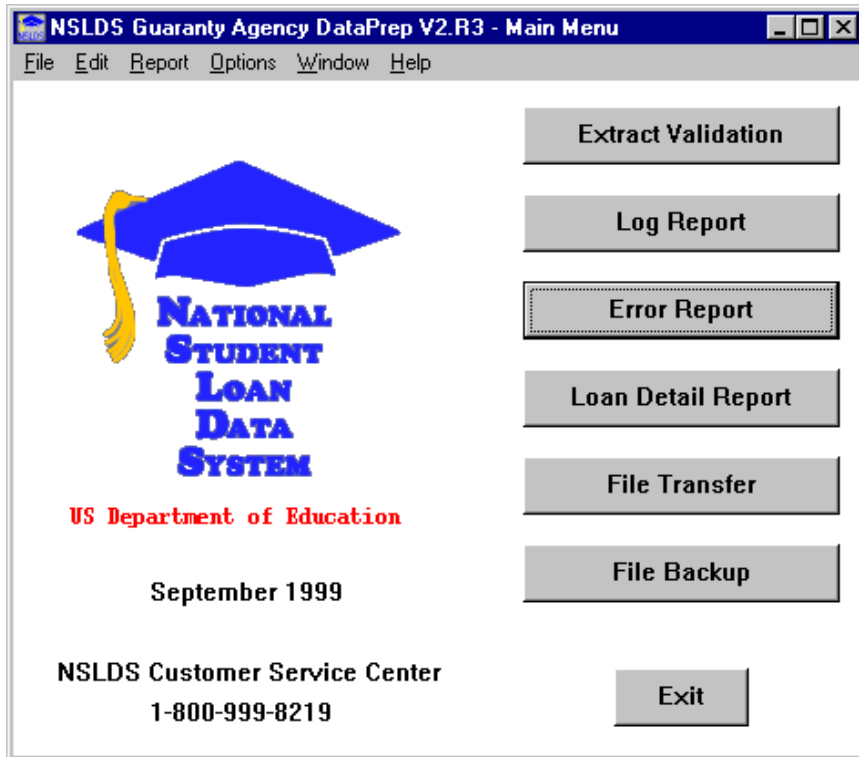 NSLDS Guaranty Agency DataPrep V2.R3 - Main Menu
File Edit Report Options Window Help
NATIONAL
STUDENT
LOAN
DATA
SYSTEM
US Department of Education
September 1999
NSLDS Customer Service Center
1-800-999-8219
Extract Validation
Log Report
Error Report
Loan Detail Report
File Transfer
File Backup
Exit